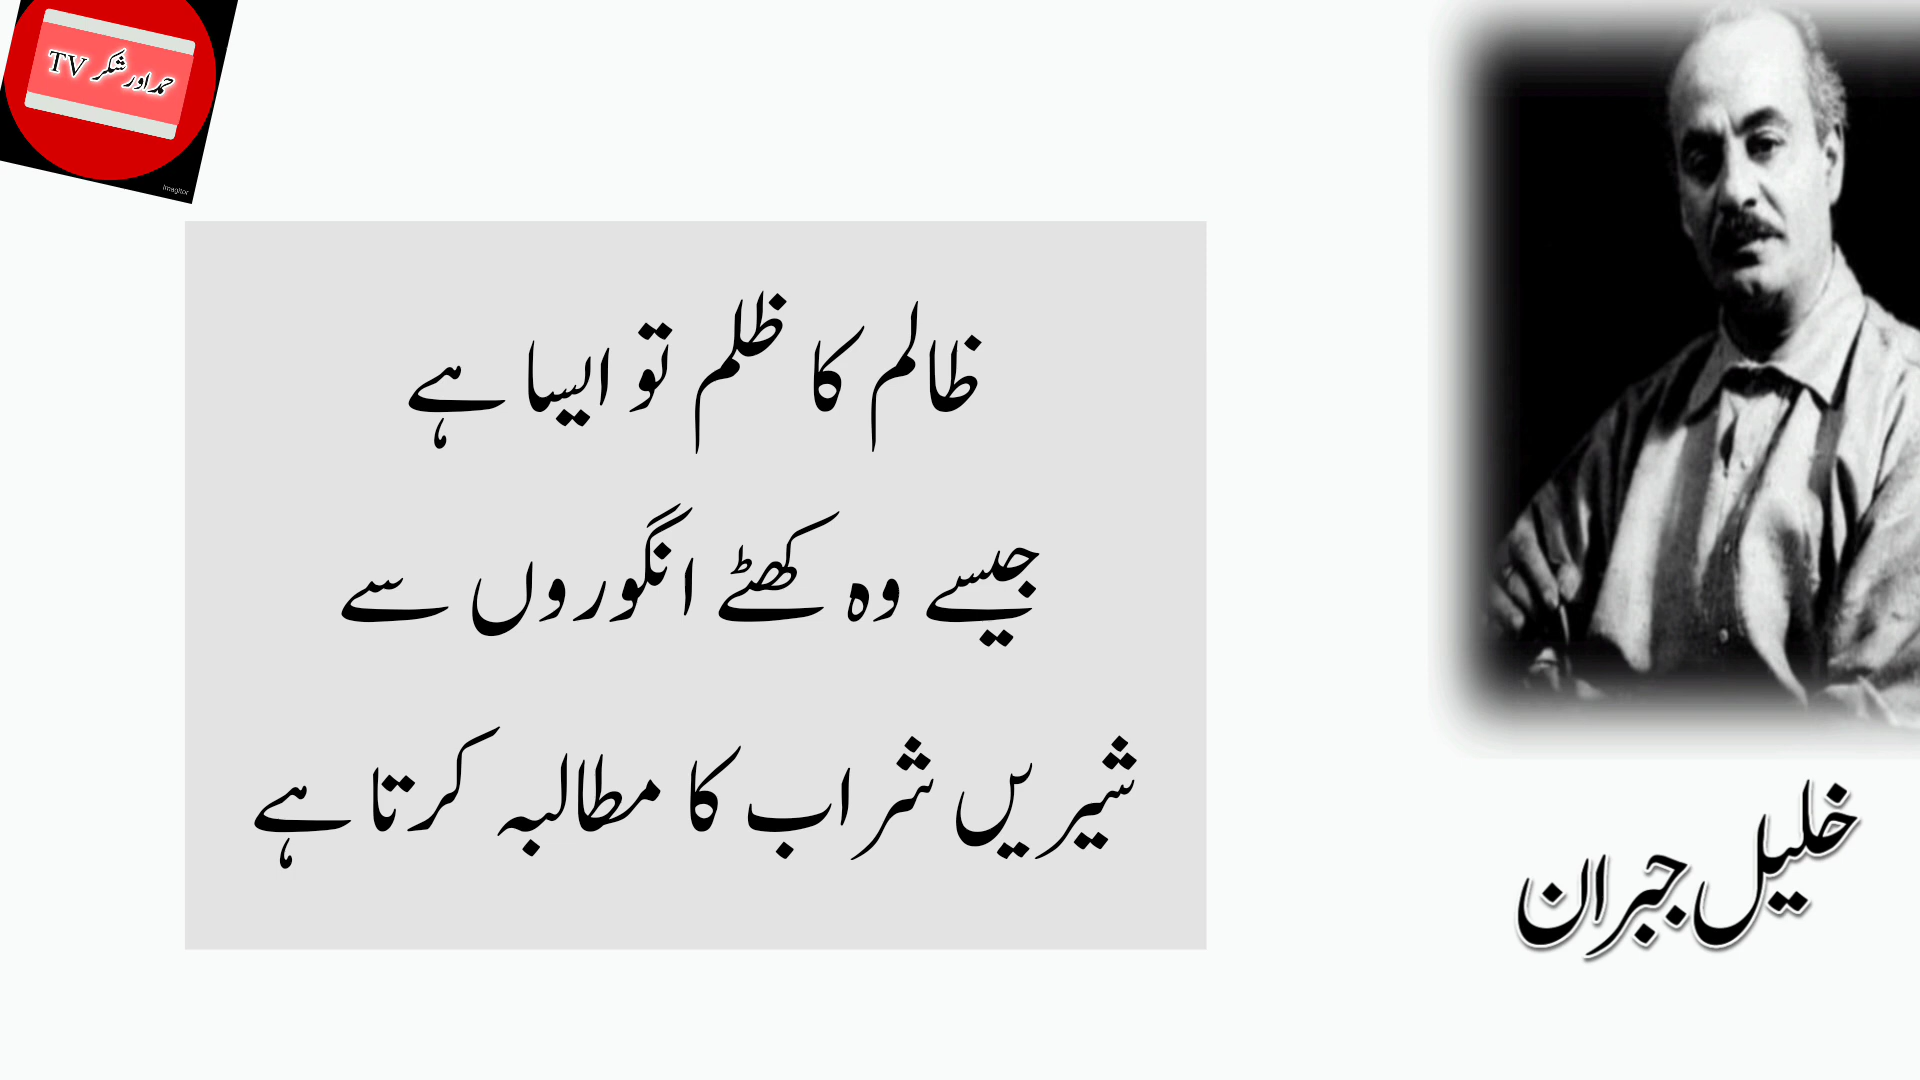 حمد اور شکر TV
imagitor
ظالم کا ظلم تو ایسا ہے
جیسے وہ کھٹے انگوروں سے
شیریں شراب کا مطالبہ کرتا ہے
خلیل جبران